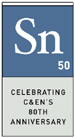 Sn
50
CELEBRATING
C&EN'S
80TH
ANNIVERSARY